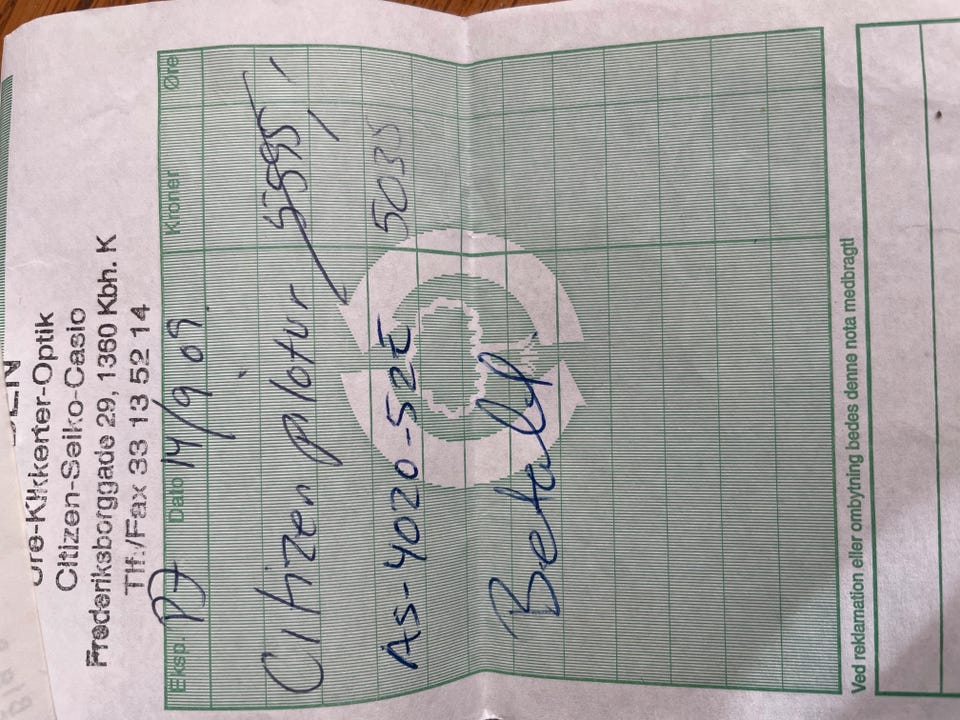 Ure-Kikkerter-Optik
Citizen-Seiko-Casio
Frederiksborggade 29, 1360 Kbh. K
Tlf./Fax 33 13 52 14
Eksp. PJ Dato 14/9 09. Kroner Øre
Citizen pilotur 5595,
AS-4020-52E 5035
Betalt
Ved reklamation eller ombytning bedes denne nota medbragt!